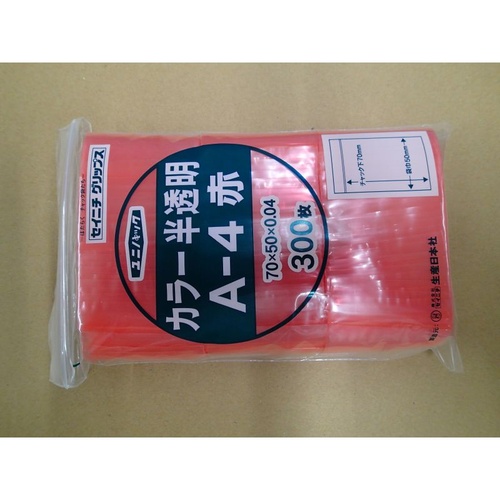 セイニチ グリップス
ユニパック
カラー半透明
A-4 赤
70×50×0.04
300枚
チャック下70mm
袋巾50mm
生産日本社